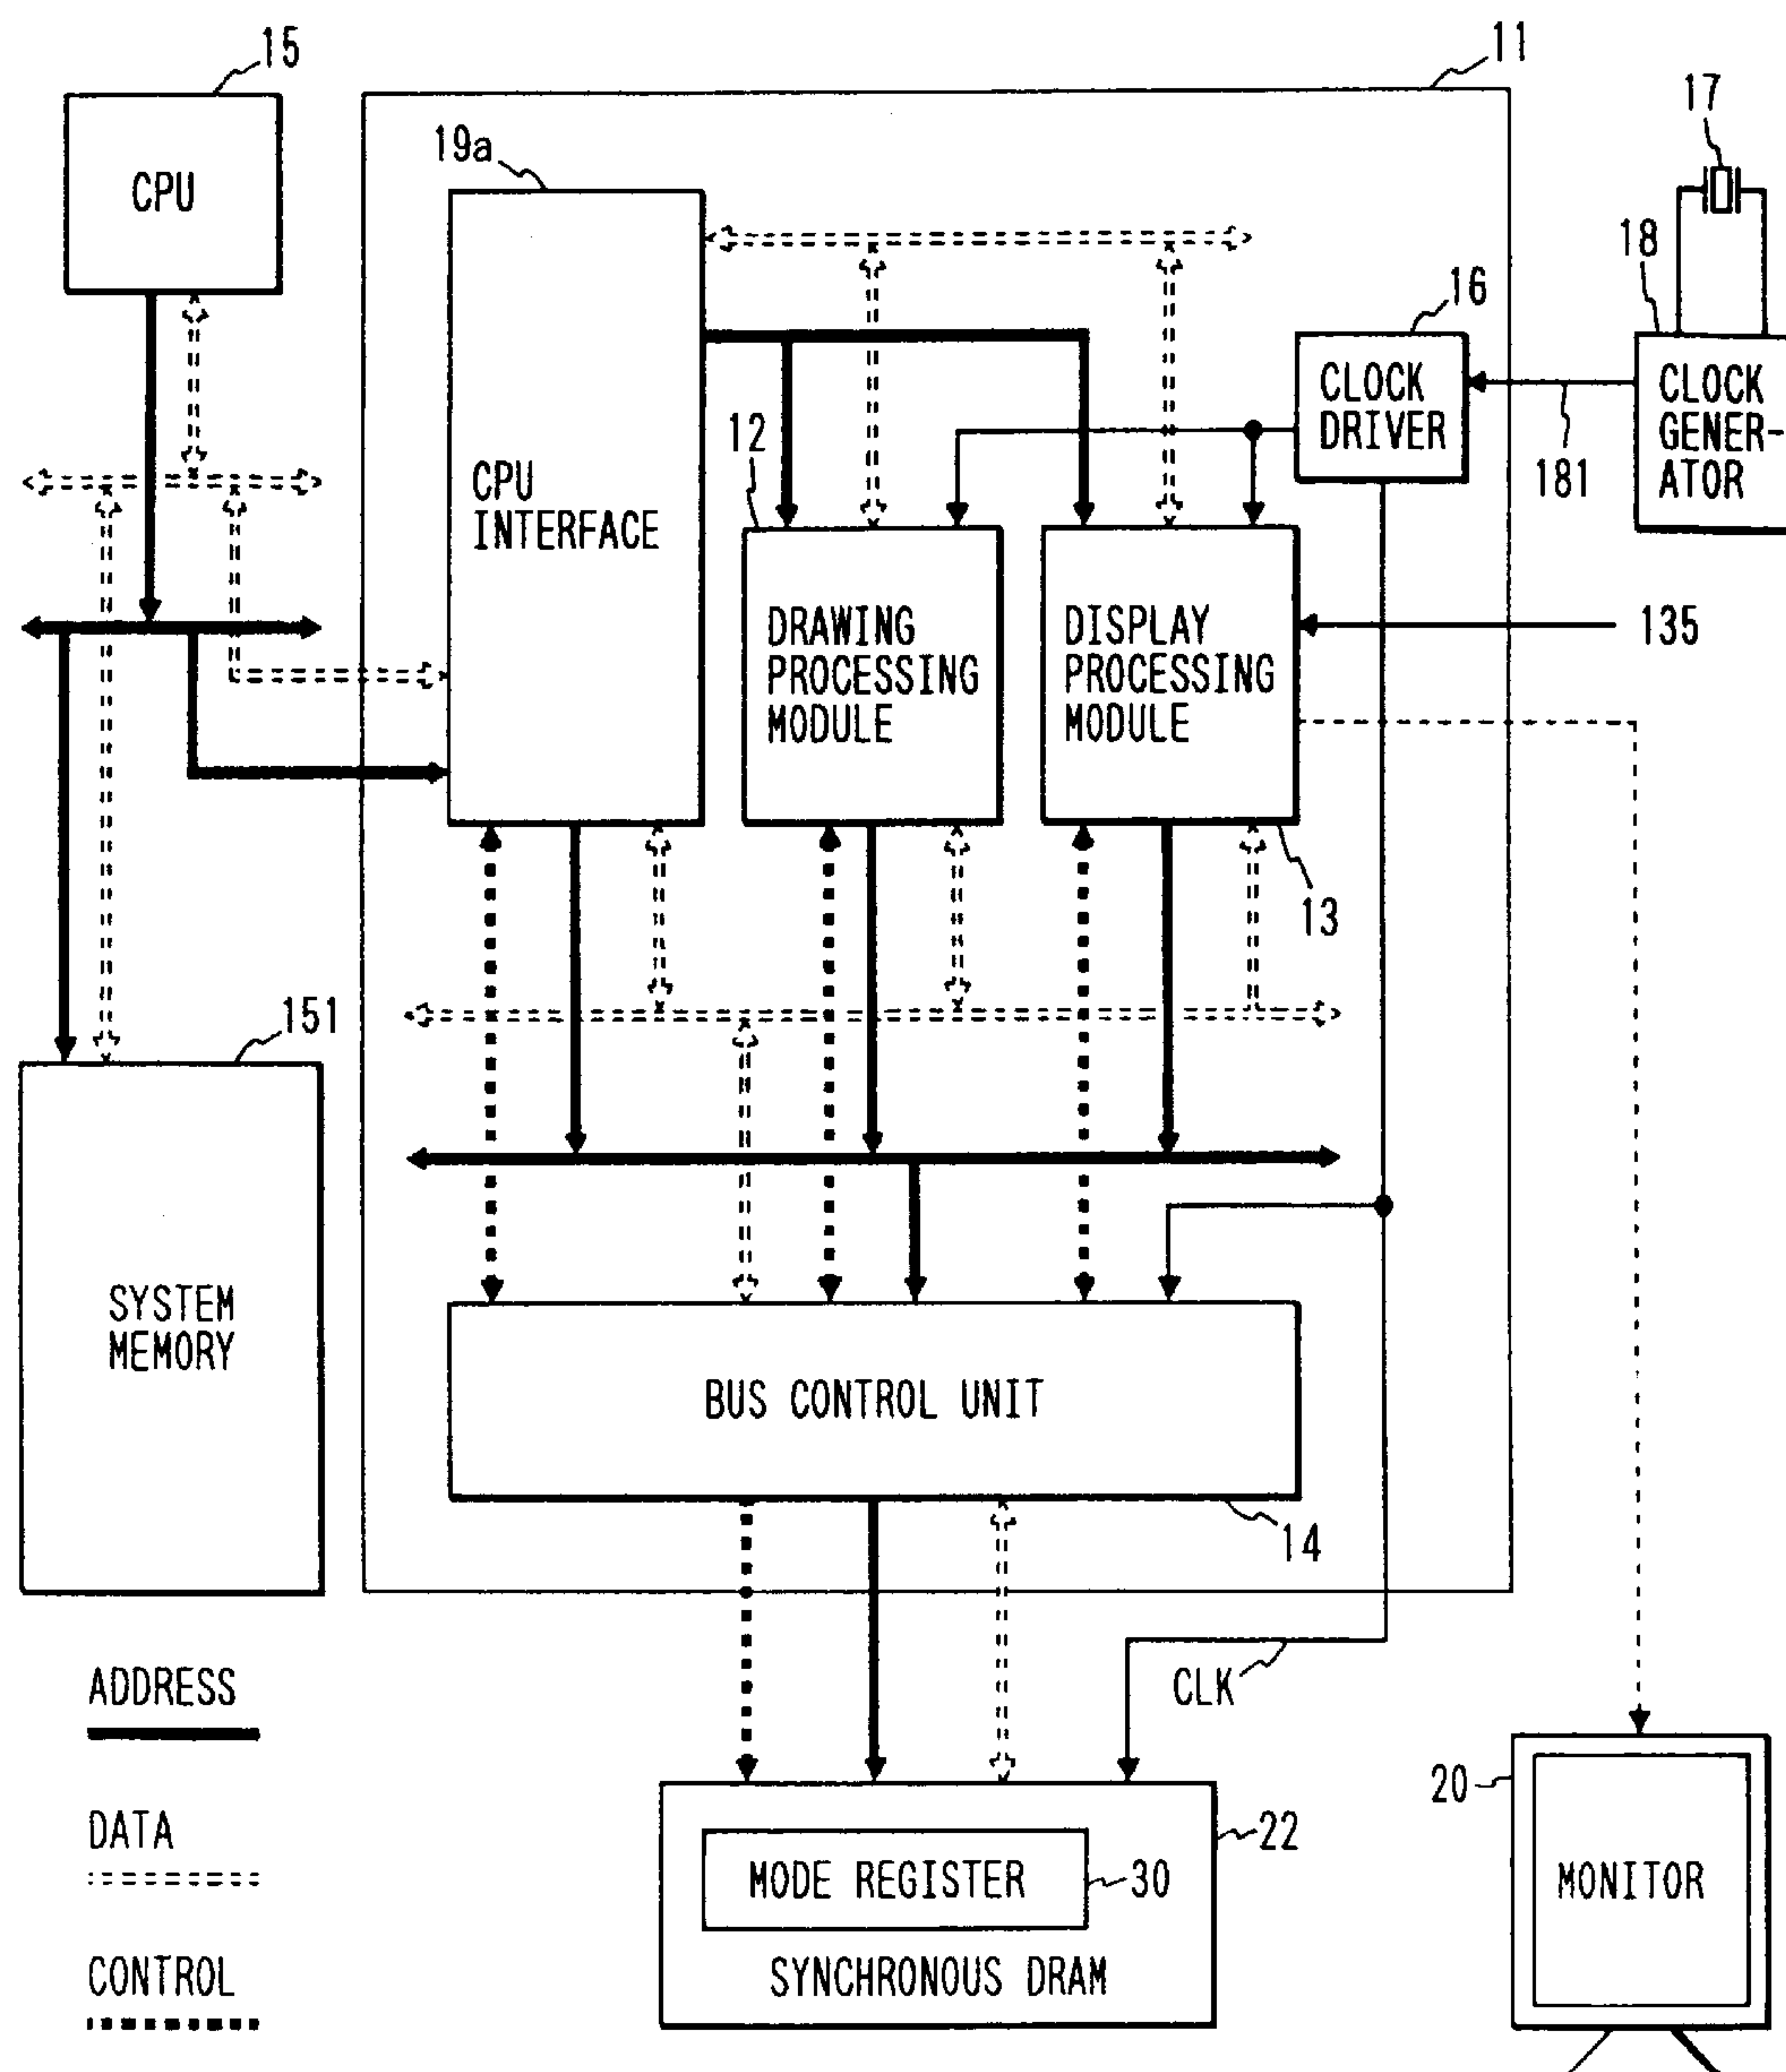 15
11
17
CPU
19a
18
16
CLOCK
DRIVER
CLOCK
GENER-
ATOR
12
181
CPU
INTERFACE
DRAWING
PROCESSING
MODULE
DISPLAY
PROCESSING
MODULE
135
13
151
SYSTEM
MEMORY
BUS CONTROL UNIT
14
ADDRESS
CLK
DATA
20
22
MODE REGISTER
30
MONITOR
CONTROL
SYNCHRONOUS DRAM